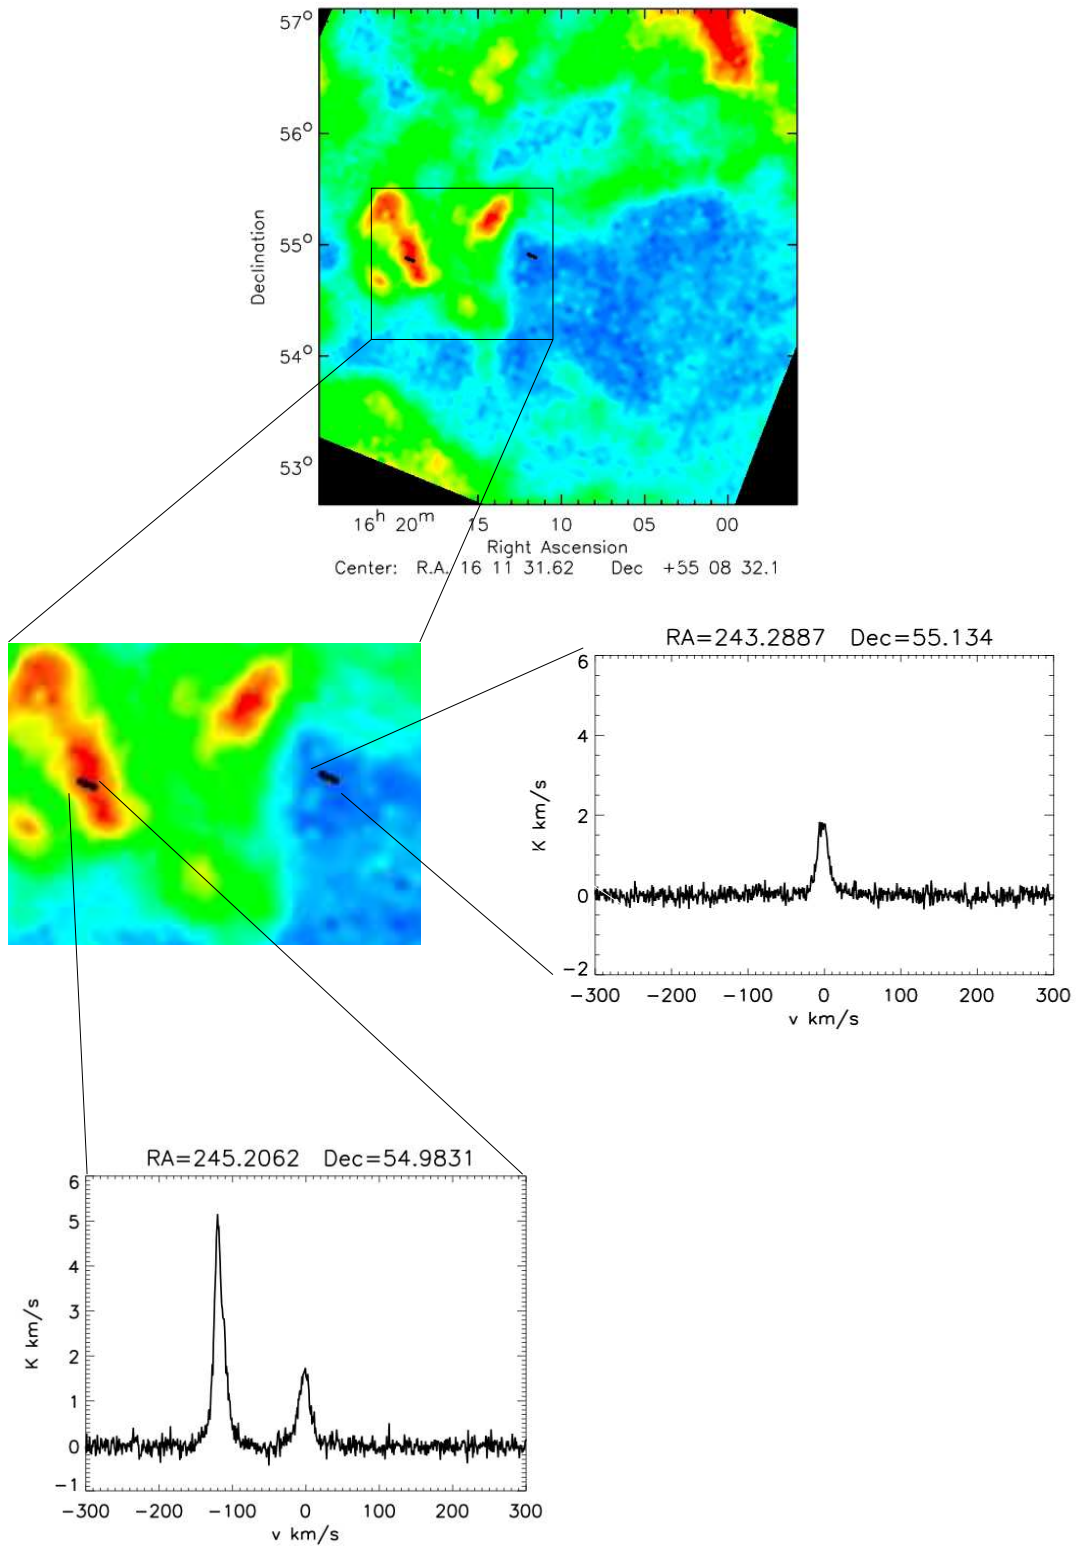 57°
56°
55°
54°
53°
Declination
16h 20m 15 10 05 00
Right Ascension
Center: R.A. 16 11 31.62 Dec +55 08 32.1
RA=243.2887 Dec=55.134
6
4
2
0
−2
K km/s
−300 −200 −100 0 100 200 300
v km/s
RA=245.2062 Dec=54.9831
6
5
4
3
2
1
0
−1
K km/s
−300 −200 −100 0 100 200 300
v km/s